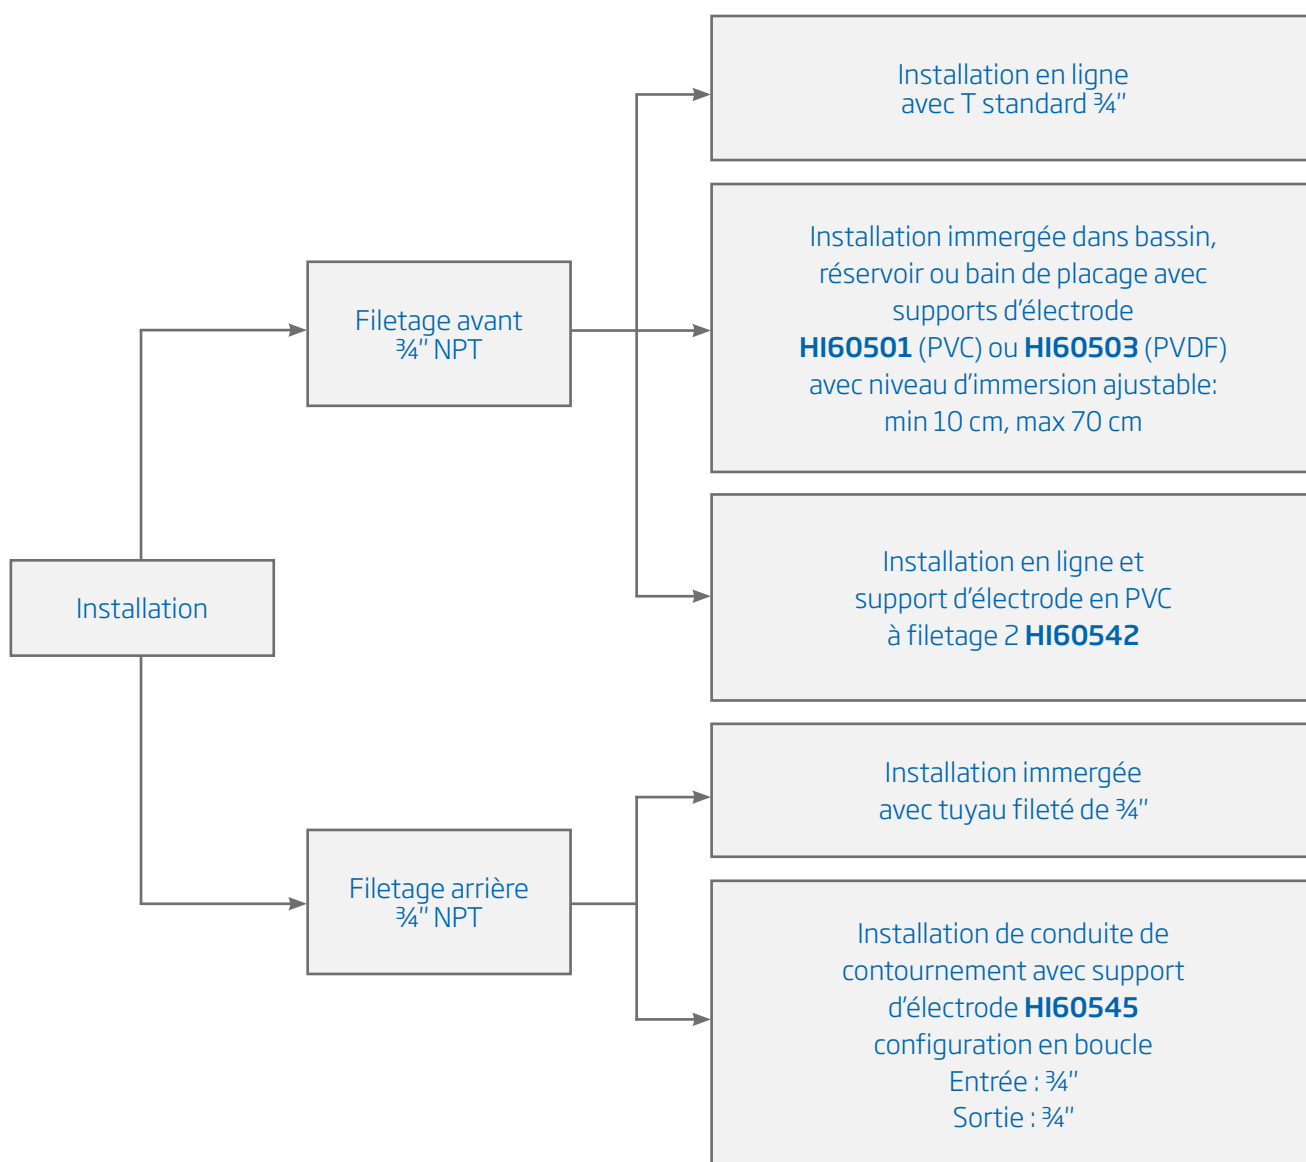 Installation
Filetage avant
¾" NPT
Installation en ligne
avec T standard ¾"
Installation immergée dans bassin,
réservoir ou bain de placage avec
supports d'électrode
HI60501 (PVC) ou HI60503 (PVDF)
avec niveau d'immersion ajustable:
min 10 cm, max 70 cm
Installation en ligne et
support d'électrode en PVC
à filetage 2 HI60542
Filetage arrière
¾" NPT
Installation immergée
avec tuyau fileté de ¾"
Installation de conduite de
contournement avec support
d'électrode HI60545
configuration en boucle
Entrée : ¾"
Sortie : ¾"